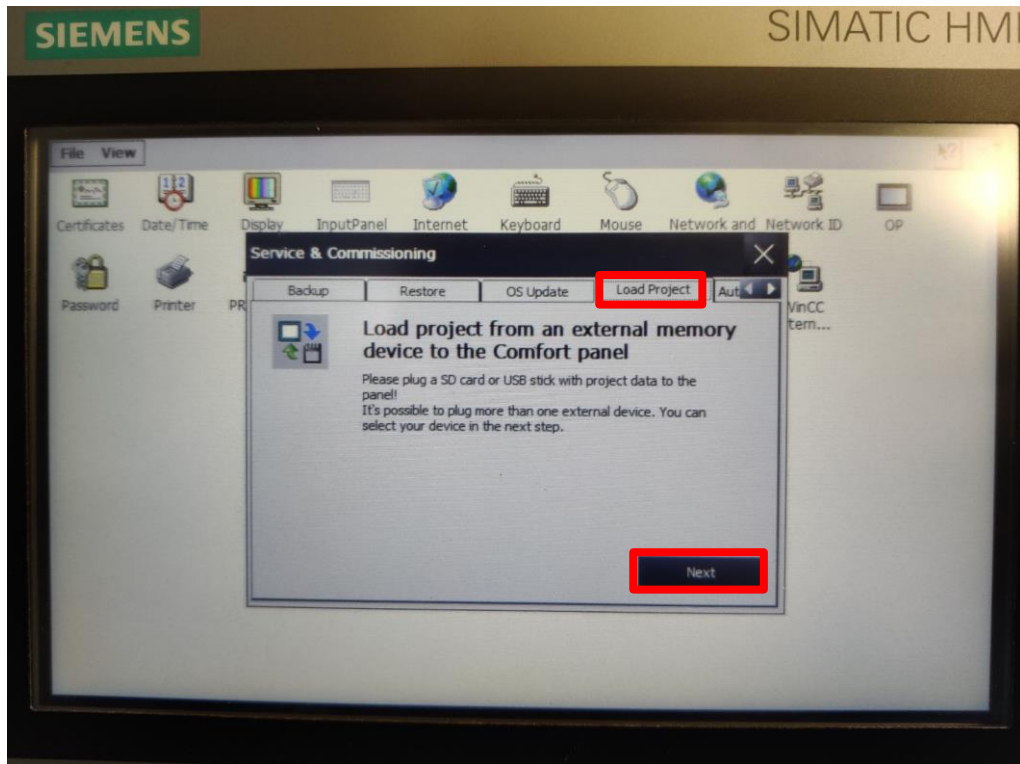 SIEMENS
SIMATIC HMI
File View
Certificates Date/Time Display InputPanel Internet Keyboard Mouse Network and Network ID OP
Service & Commissioning
Password Printer PR WinCC
tern...
Backup Restore OS Update Load Project Aut
Load project from an external memory
device to the Comfort panel
Please plug a SD card or USB stick with project data to the
panel!
It's possible to plug more than one external device. You can
select your device in the next step.
Next